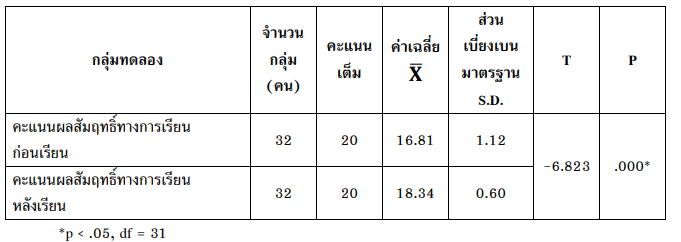 กลุ่มทดลอง
จำนวน
กลุ่ม
(คน)
คะแนน
เต็ม
ค่าเฉลี่ย
X̅
ส่วน
เบี่ยงเบน
มาตรฐาน
S.D.
T
P
คะแนนผลสัมฤทธิ์ทางการเรียน
ก่อนเรียน
32
20
16.81
1.12
-6.823
.000*
คะแนนผลสัมฤทธิ์ทางการเรียน
หลังเรียน
32
20
18.34
0.60
*p < .05, df = 31